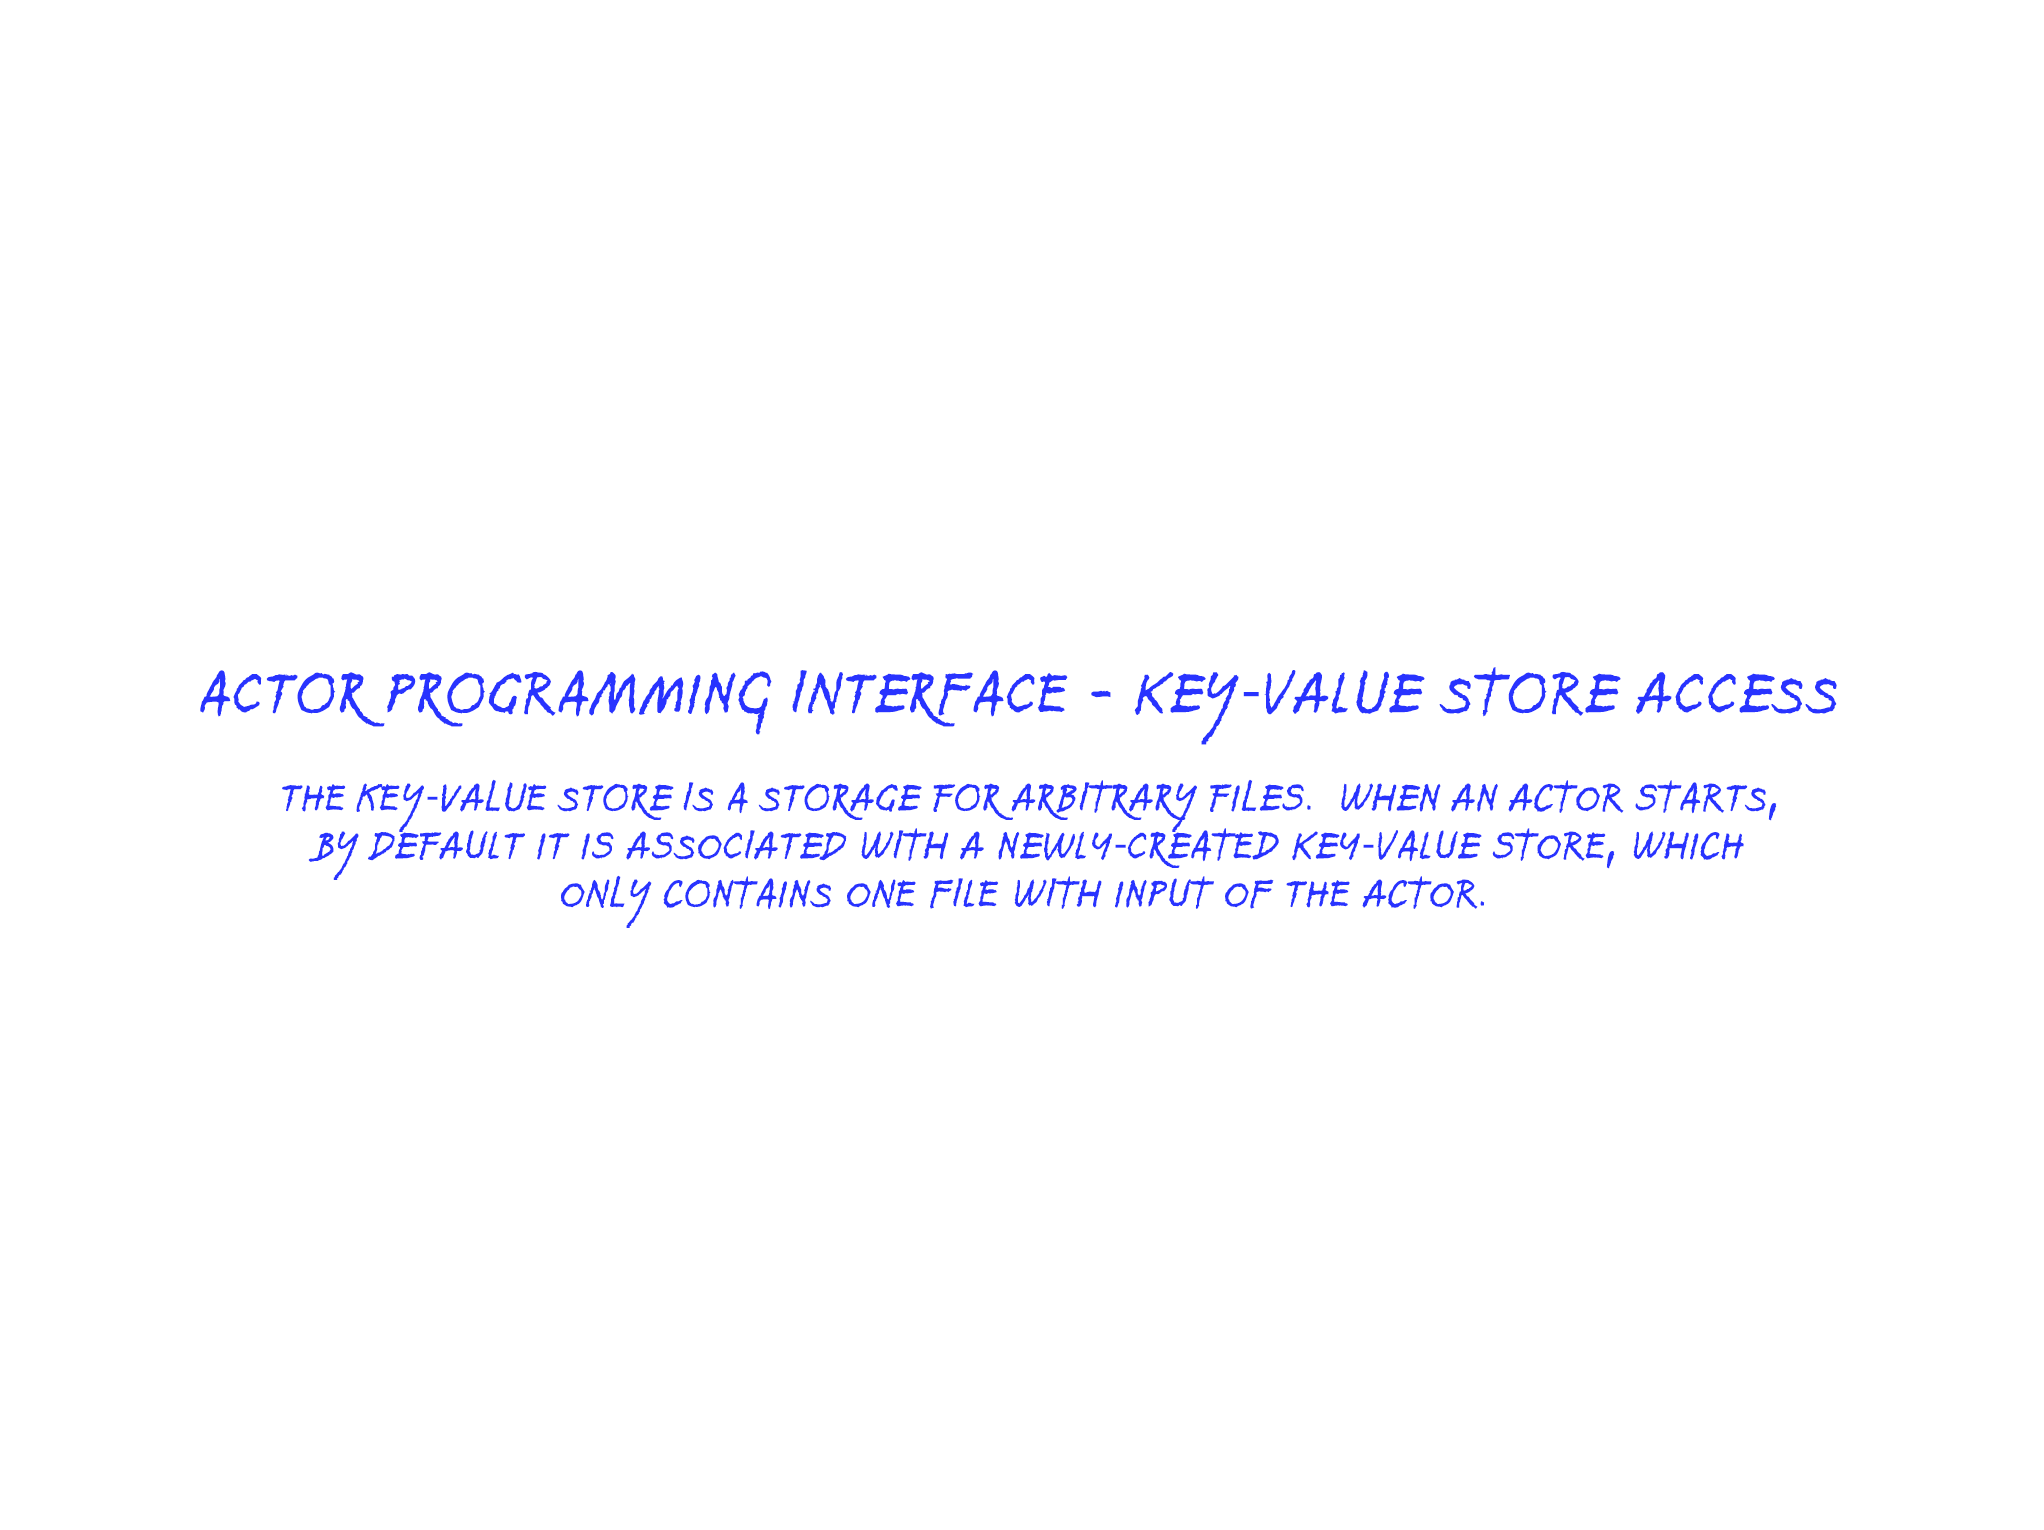 ACTOR PROGRAMMING INTERFACE - KEY-VALUE STORE ACCESS
THE KEY-VALUE STORE IS A STORAGE FOR ARBITRARY FILES. WHEN AN ACTOR STARTS,
BY DEFAULT IT IS ASSOCIATED WITH A NEWLY-CREATED KEY-VALUE STORE, WHICH
ONLY CONTAINS ONE FILE WITH INPUT OF THE ACTOR.